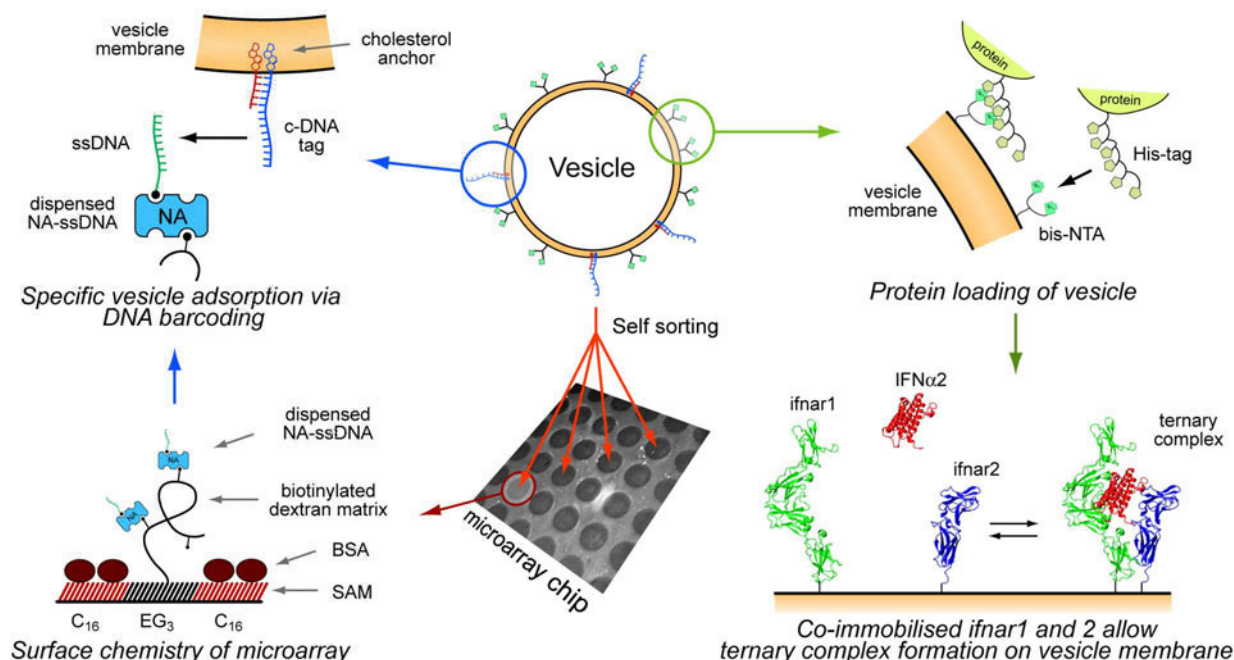 vesicle
membrane
cholesterol
anchor
c-DNA
tag
ssDNA
dispensed
NA-ssDNA
NA
Specific vesicle adsorption via
DNA barcoding
Vesicle
protein
protein
His-tag
vesicle
membrane
bis-NTA
Protein loading of vesicle
Self sorting
microarray chip
dispensed
NA-ssDNA
NA
NA
biotinylated
dextran matrix
BSA
SAM
C16
EG3
C16
Surface chemistry of microarray
ifnar1
IFNα2
ifnar2
ternary
complex
Co-immobilised ifnar1 and 2 allow
ternary complex formation on vesicle membrane